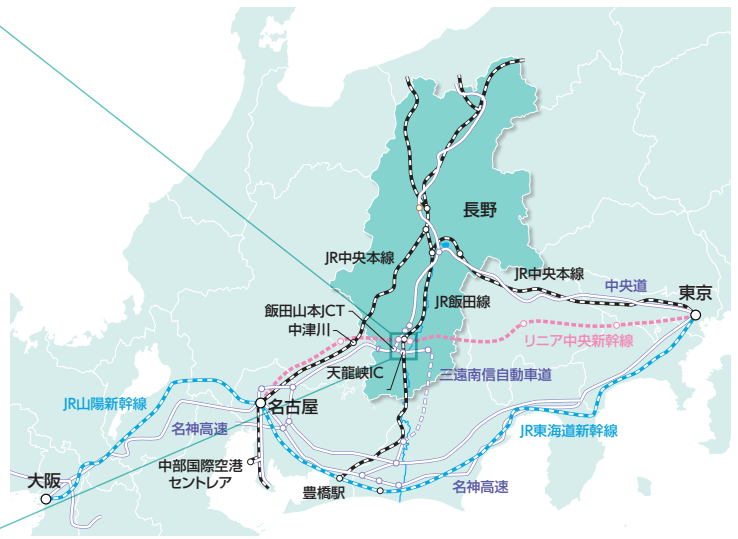 長野
JR中央本線
JR中央本線
中央道
東京
飯田山本JCT
JR飯田線
中津川
リニア中央新幹線
天龍峡IC
三遠南信自動車道
JR山陽新幹線
名古屋
名神高速
JR東海道新幹線
中部国際空港
セントレア
大阪
豊橋駅
名神高速